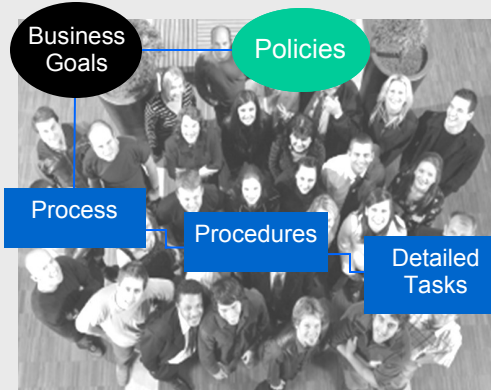 Business
Goals
Policies
Process
Procedures
Detailed
Tasks